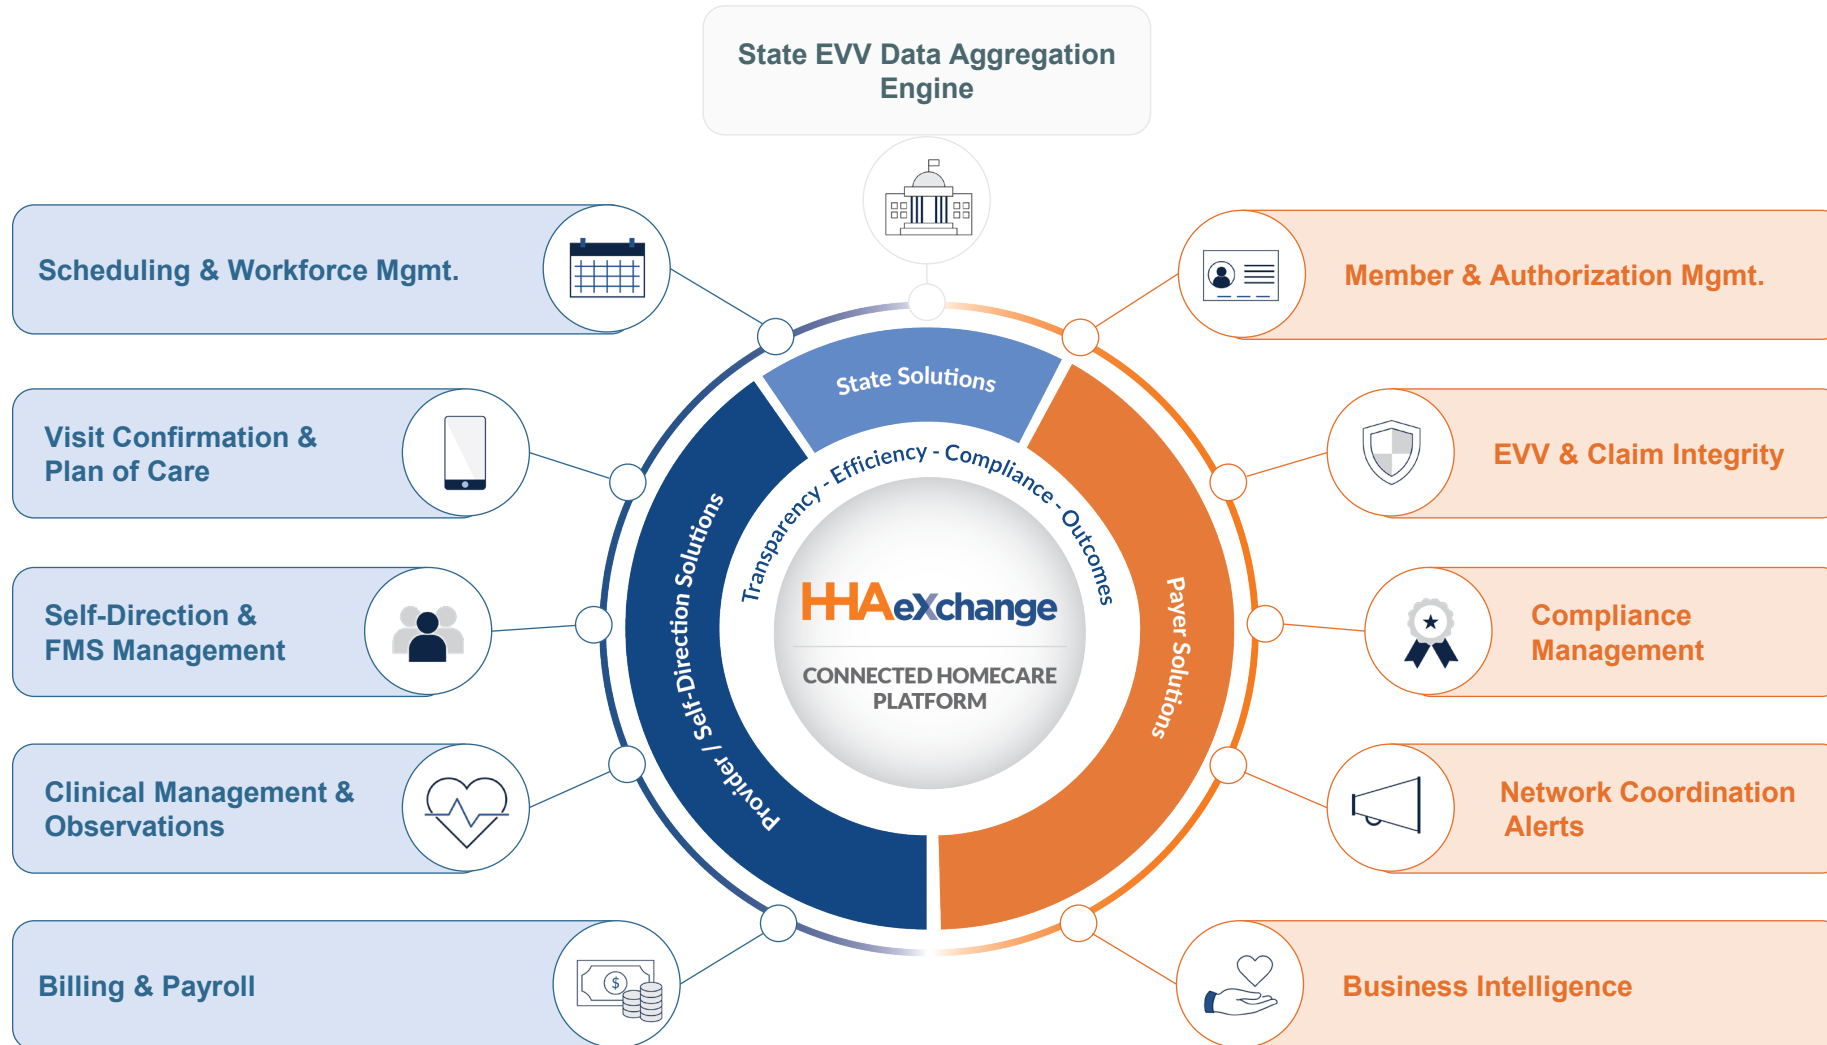 State EVV Data Aggregation
Engine
Scheduling & Workforce Mgmt.
Visit Confirmation &
Plan of Care
Self-Direction &
FMS Management
Clinical Management &
Observations
Billing & Payroll
State Solutions
Provider / Self-Direction Solutions
Payer Solutions
Transparency - Efficiency - Compliance - Outcomes
HHAeXchange
CONNECTED HOMECARE
PLATFORM
$
Member & Authorization Mgmt.
EVV & Claim Integrity
Compliance
Management
Network Coordination
Alerts
Business Intelligence